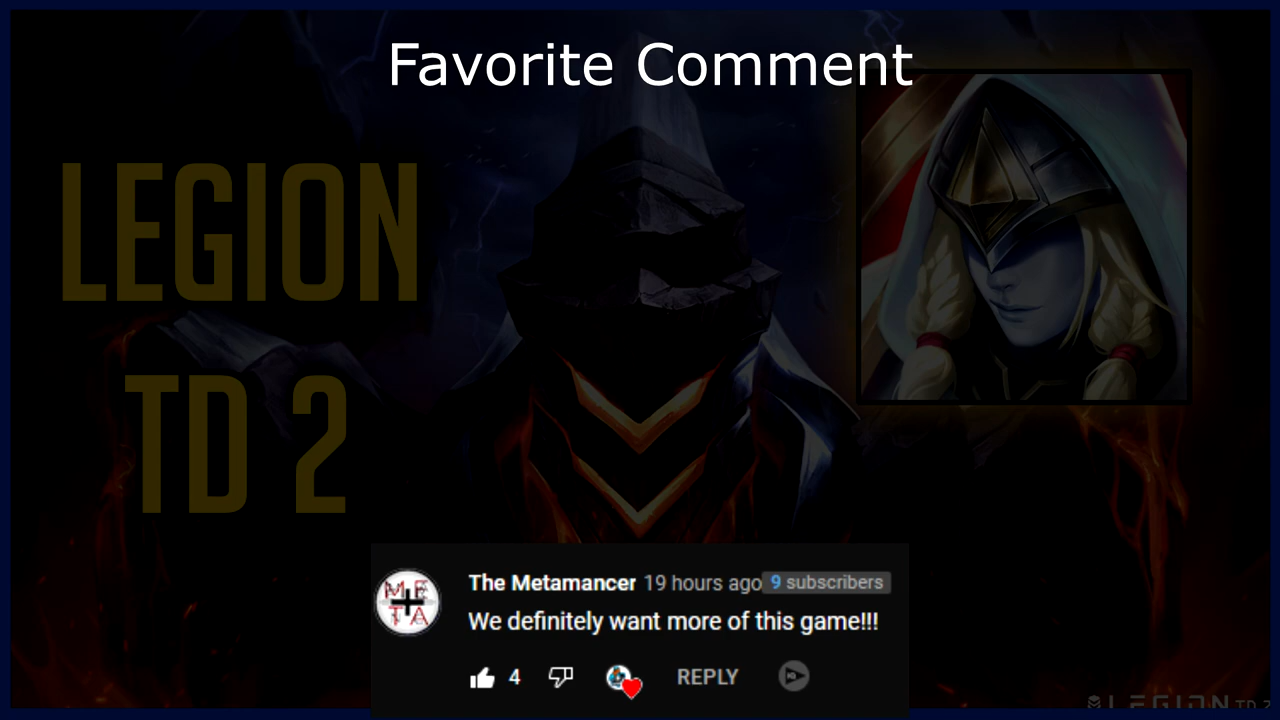 Favorite Comment
LEGION
TD 2
The Metamancer 19 hours ago 9 subscribers
We definitely want more of this game!!!
4 REPLY
LEGION TD 2